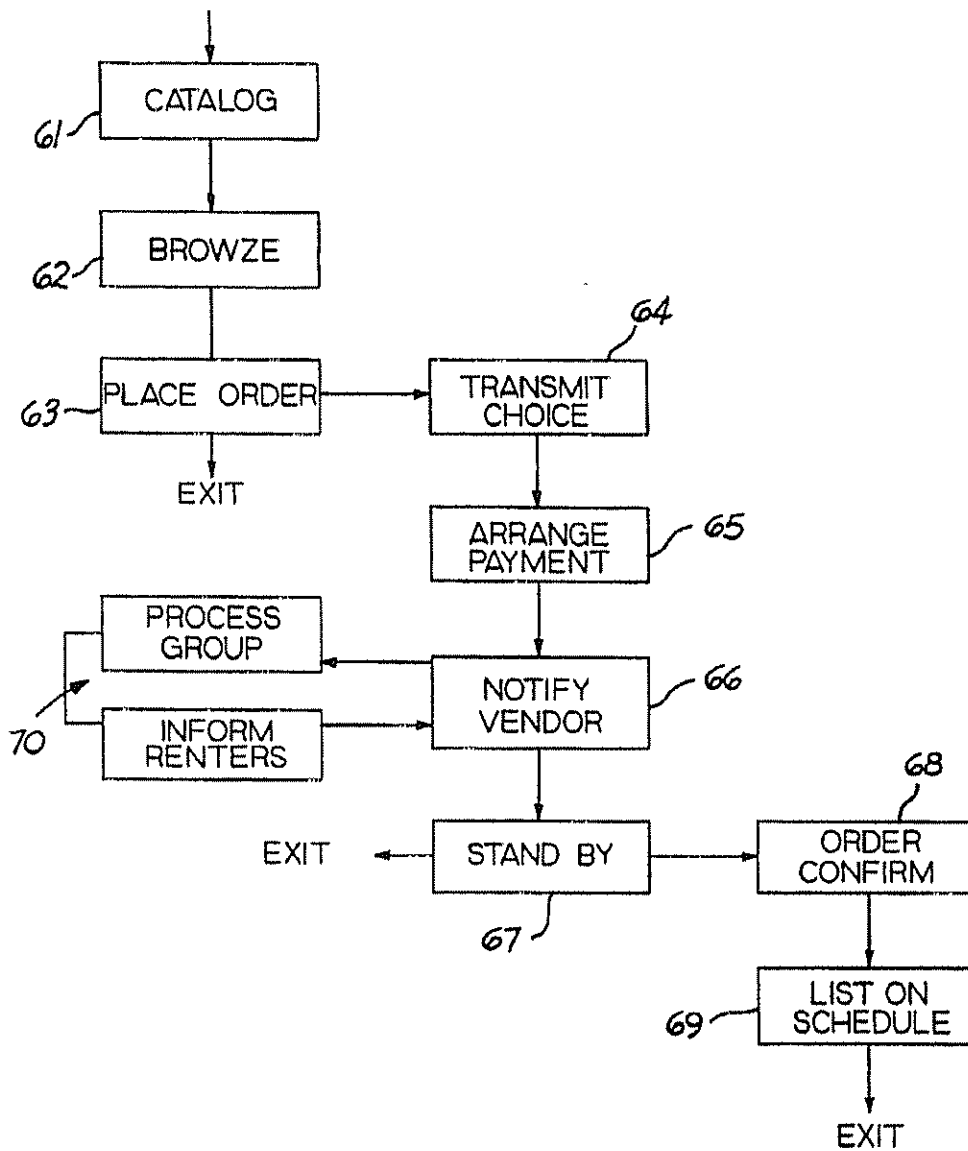 CATALOG
61
BROWZE
62
64
PLACE ORDER
63
TRANSMIT
CHOICE
EXIT
ARRANGE
PAYMENT
65
PROCESS
GROUP
NOTIFY
VENDOR
66
70
INFORM
RENTERS
68
EXIT
STAND BY
ORDER
CONFIRM
67
LIST ON
SCHEDULE
69
EXIT